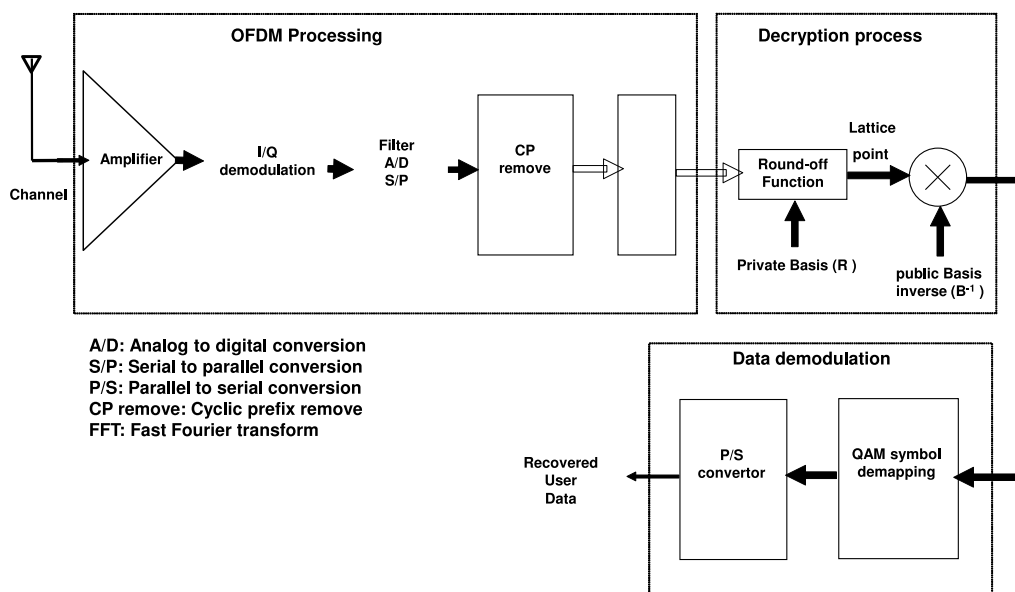 OFDM Processing
Decryption process
Channel
Amplifier
I/Q
demodulation
Filter
A/D
S/P
CP
remove
Round-off
Function
Lattice
point
Private Basis (R )
public Basis
inverse (B⁻¹ )
A/D: Analog to digital conversion
S/P: Serial to parallel conversion
P/S: Parallel to serial conversion
CP remove: Cyclic prefix remove
FFT: Fast Fourier transform
Data demodulation
Recovered
User
Data
P/S
convertor
QAM symbol
demapping